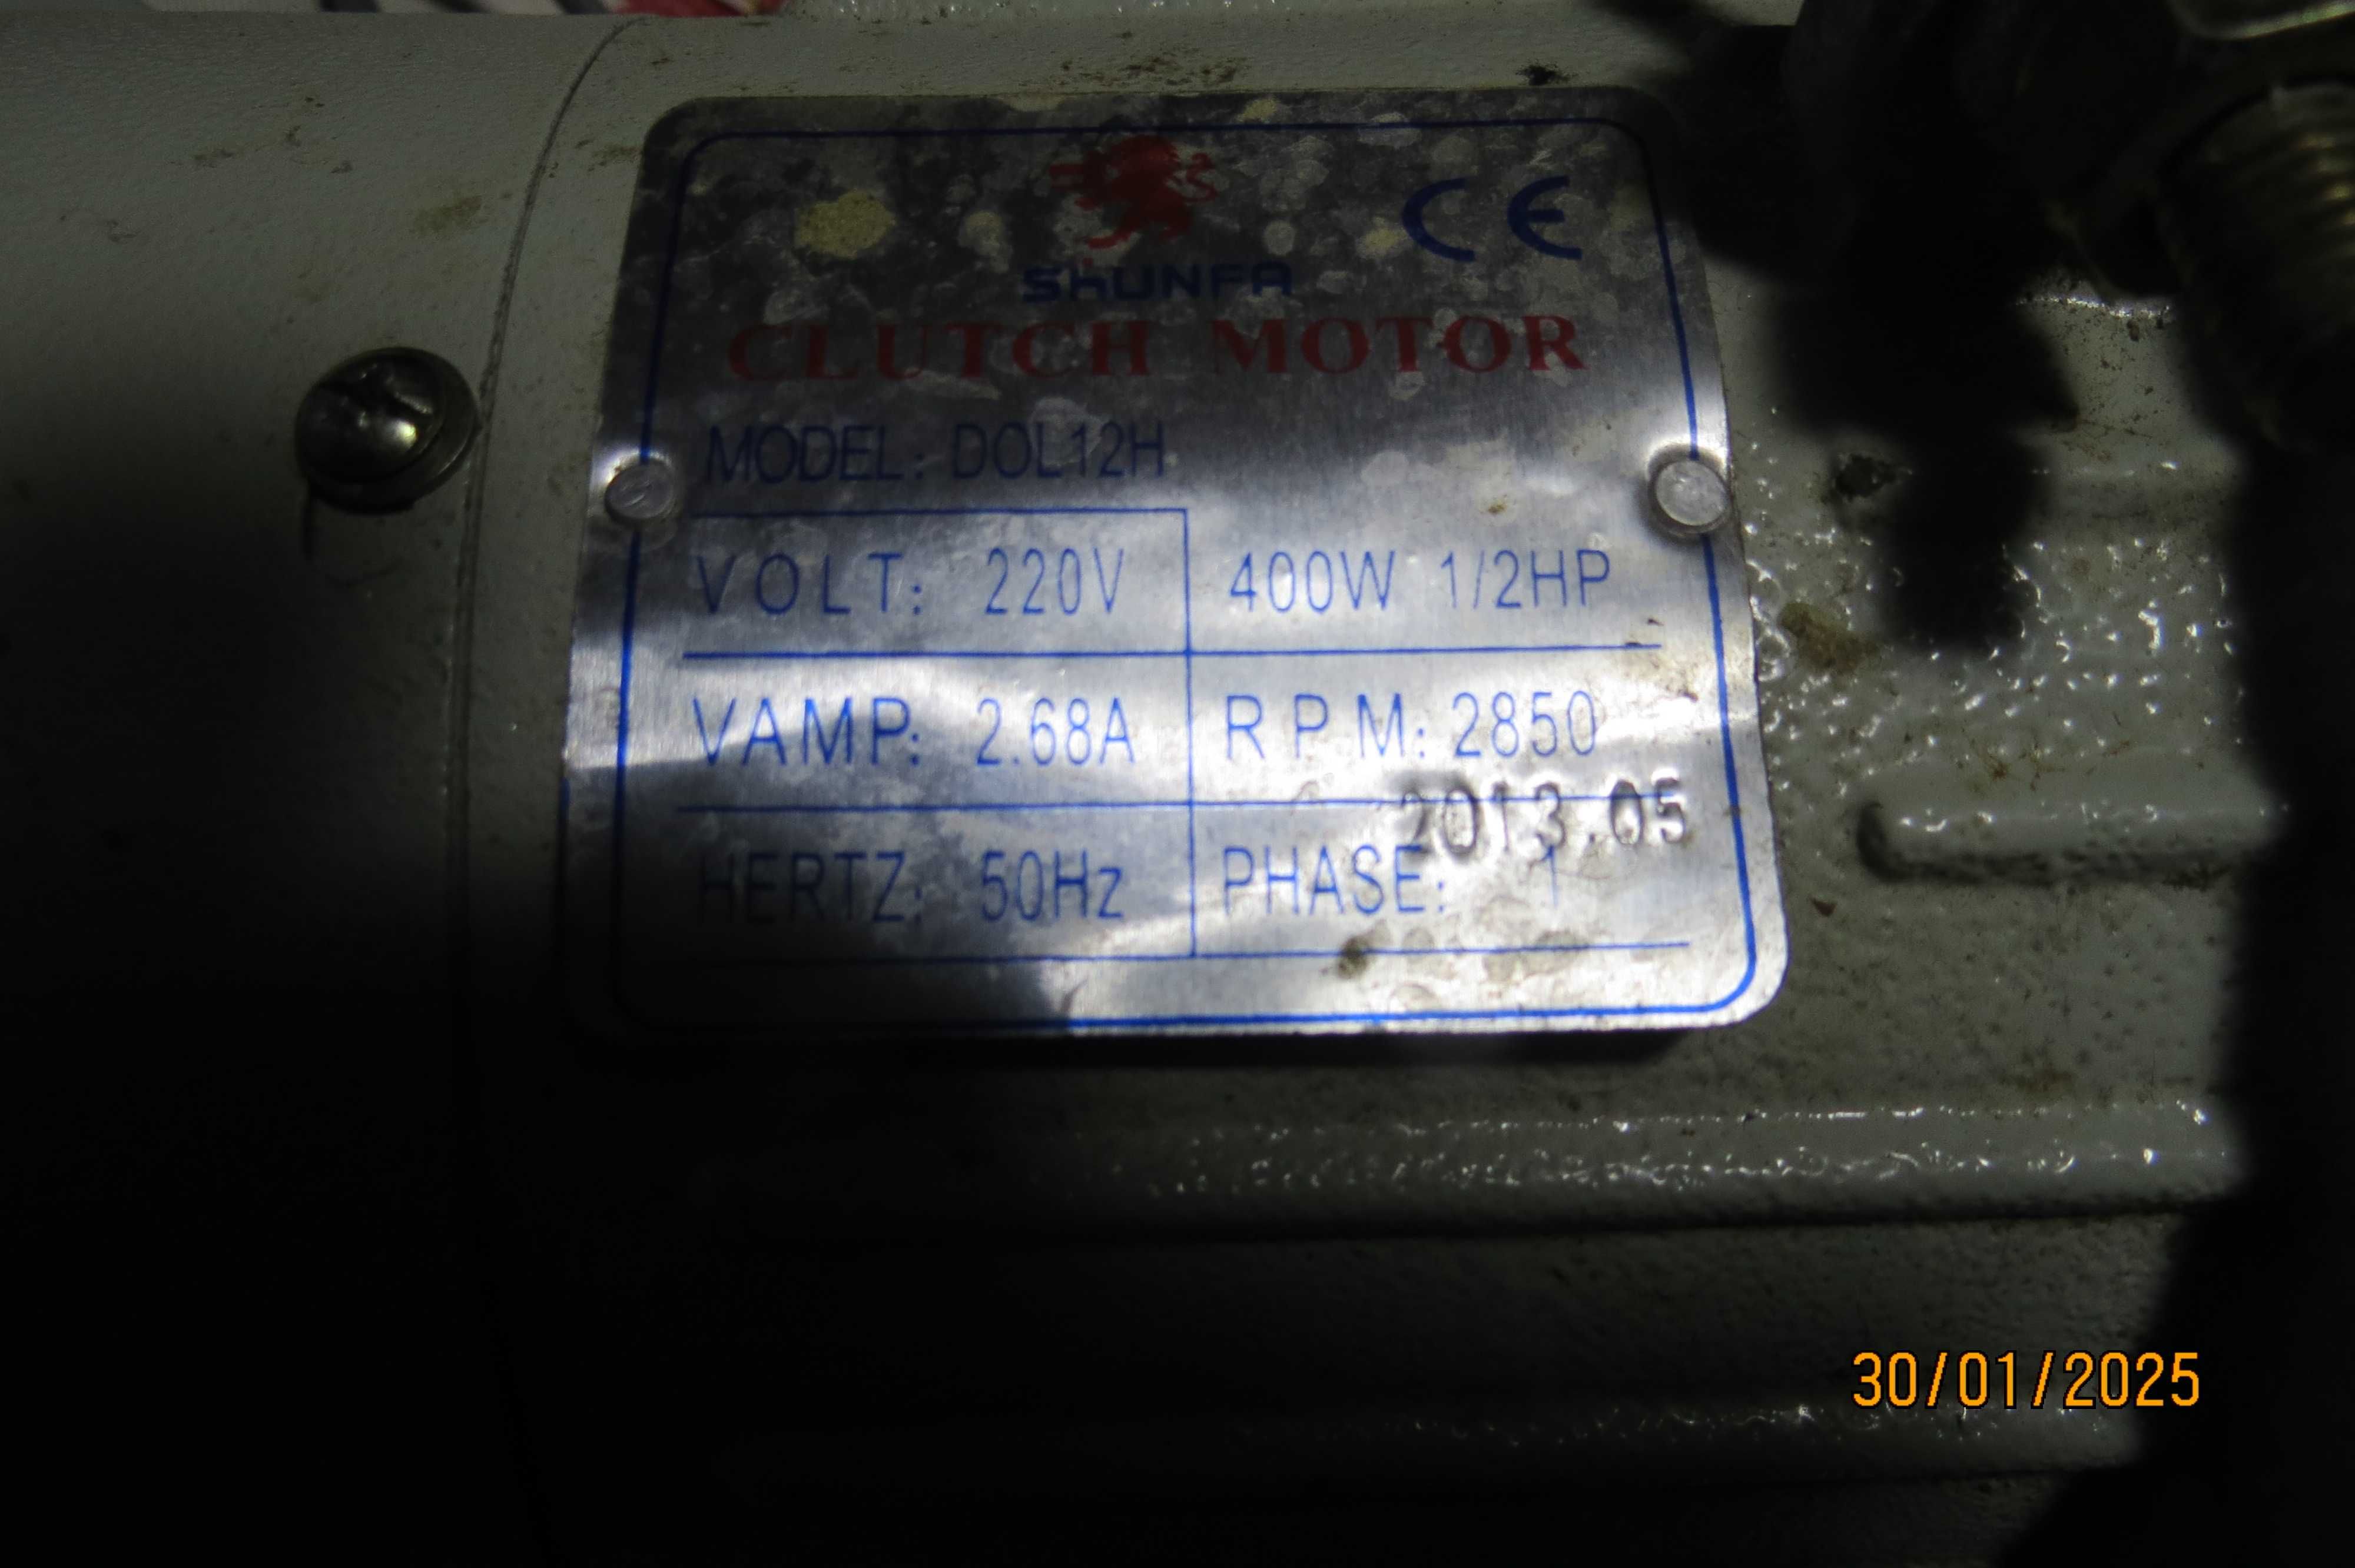 CE
ShUNFA
CLUTCH MOTOR
MODEL: DOL12H
VOLT: 220V 400W 1/2HP
VAMP: 2.68A RPM: 2850
2013.05
HERTZ: 50Hz PHASE: 1
30/01/2025